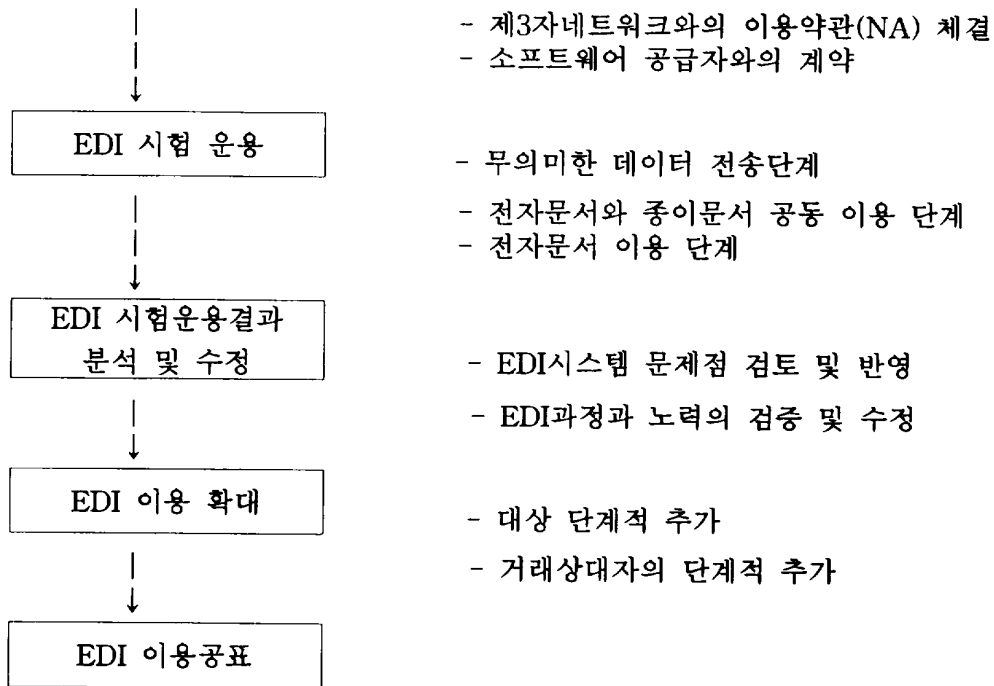 - 제3자네트워크와의 이용약관(NA) 체결
- 소프트웨어 공급자와의 계약
EDI 시험 운용
- 무의미한 데이터 전송단계
- 전자문서와 종이문서 공동 이용 단계
- 전자문서 이용 단계
EDI 시험운용결과
분석 및 수정
- EDI시스템 문제점 검토 및 반영
- EDI과정과 노력의 검증 및 수정
EDI 이용 확대
- 대상 단계적 추가
- 거래상대자의 단계적 추가
EDI 이용공표